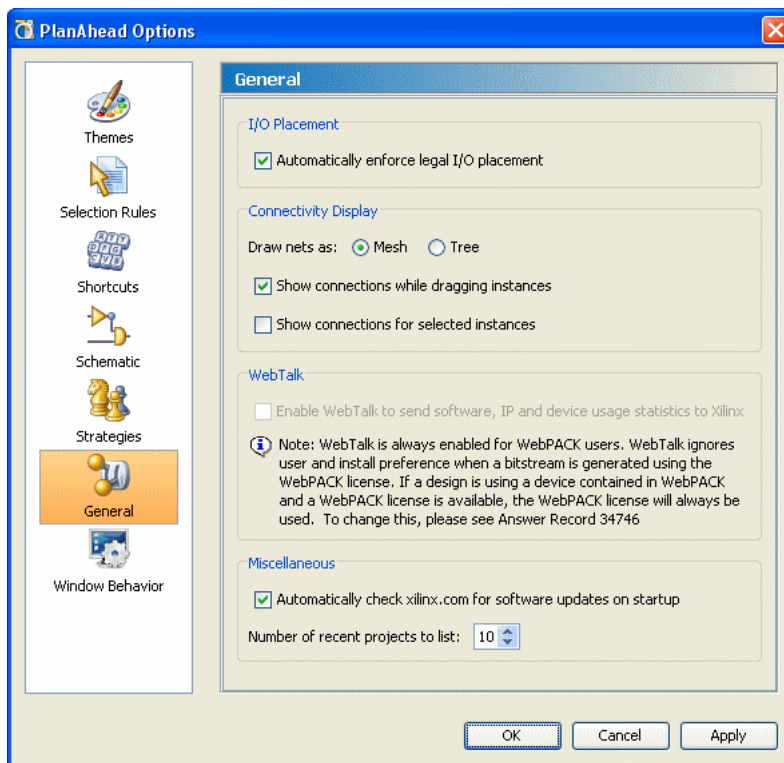 PlanAhead Options
Themes
Selection Rules
Shortcuts
Schematic
Strategies
General
Window Behavior
General
I/O Placement
Automatically enforce legal I/O placement
Connectivity Display
Draw nets as: Mesh Tree
Show connections while dragging instances
Show connections for selected instances
WebTalk
Enable WebTalk to send software, IP and device usage statistics to Xilinx
Note: WebTalk is always enabled for WebPACK users. WebTalk ignores
user and install preference when a bitstream is generated using the
WebPACK license. If a design is using a device contained in WebPACK
and a WebPACK license is available, the WebPACK license will always be
used. To change this, please see Answer Record 34746
Miscellaneous
Automatically check xilinx.com for software updates on startup
Number of recent projects to list: 10
OK Cancel Apply